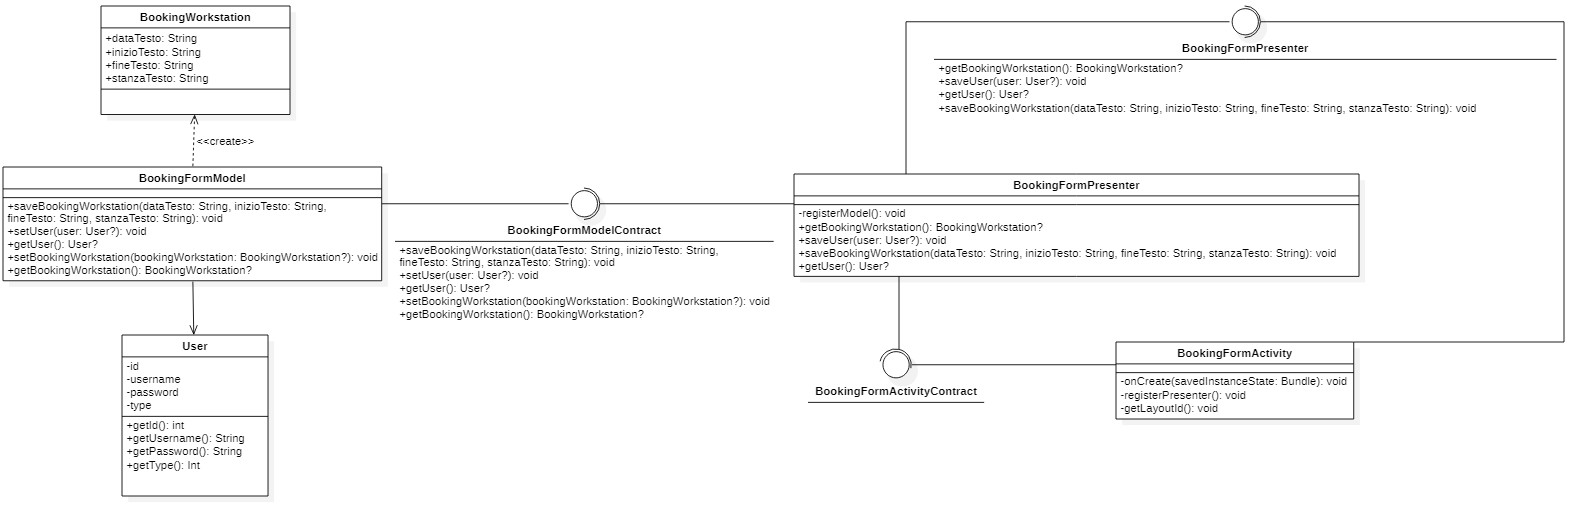 BookingWorkstation
+dataTesto: String
+inizioTesto: String
+fineTesto: String
+stanzaTesto: String
<<create>>
BookingFormModel
+saveBookingWorkstation(dataTesto: String, inizioTesto: String,
fineTesto: String, stanzaTesto: String): void
+setUser(user: User?): void
+getUser(): User?
+setBookingWorkstation(bookingWorkstation: BookingWorkstation?): void
+getBookingWorkstation(): BookingWorkstation?
User
-id
-username
-password
-type
+getId(): int
+getUsername(): String
+getPassword(): String
+getType(): Int
BookingFormModelContract
+saveBookingWorkstation(dataTesto: String, inizioTesto: String,
fineTesto: String, stanzaTesto: String): void
+setUser(user: User?): void
+getUser(): User?
+setBookingWorkstation(bookingWorkstation: BookingWorkstation?): void
+getBookingWorkstation(): BookingWorkstation?
BookingFormPresenter
+getBookingWorkstation(): BookingWorkstation?
+saveUser(user: User?): void
+getUser(): User?
+saveBookingWorkstation(dataTesto: String, inizioTesto: String, fineTesto: String, stanzaTesto: String): void
BookingFormPresenter
-registerModel(): void
+getBookingWorkstation(): BookingWorkstation?
+saveUser(user: User?): void
+saveBookingWorkstation(dataTesto: String, inizioTesto: String, fineTesto: String, stanzaTesto: String): void
+getUser(): User?
BookingFormActivityContract
BookingFormActivity
-onCreate(savedInstanceState: Bundle): void
-registerPresenter(): void
-getLayoutId(): void